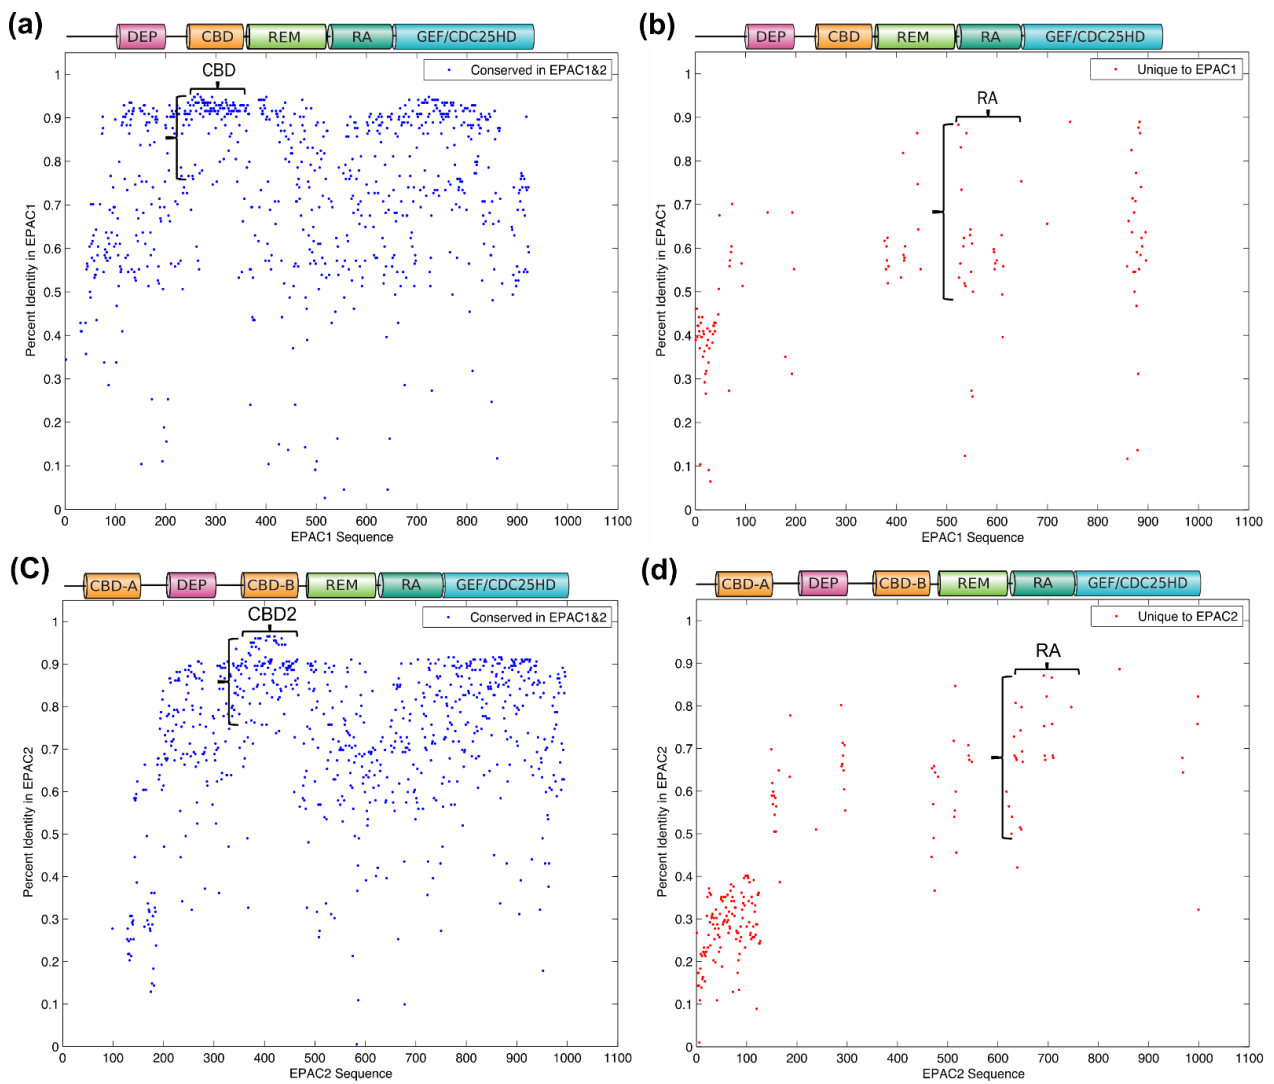 (a)
DEP CBD REM RA GEF/CDC25HD
Conserved in EPAC1&2
CBD
Percent Identity in EPAC1
1
0.9
0.8
0.7
0.6
0.5
0.4
0.3
0.2
0.1
0
0 100 200 300 400 500 600 700 800 900 1000 1100
EPAC1 Sequence
(b)
DEP CBD REM RA GEF/CDC25HD
Unique to EPAC1
RA
Percent Identity in EPAC1
1
0.9
0.8
0.7
0.6
0.5
0.4
0.3
0.2
0.1
0
0 100 200 300 400 500 600 700 800 900 1000 1100
EPAC1 Sequence
(C)
CBD-A DEP CBD-B REM RA GEF/CDC25HD
Conserved in EPAC1&2
CBD2
Percent Identity in EPAC2
1
0.9
0.8
0.7
0.6
0.5
0.4
0.3
0.2
0.1
0
0 100 200 300 400 500 600 700 800 900 1000 1100
EPAC2 Sequence
(d)
CBD-A DEP CBD-B REM RA GEF/CDC25HD
Unique to EPAC2
RA
Percent Identity in EPAC2
1
0.9
0.8
0.7
0.6
0.5
0.4
0.3
0.2
0.1
0
0 100 200 300 400 500 600 700 800 900 1000 1100
EPAC2 Sequence